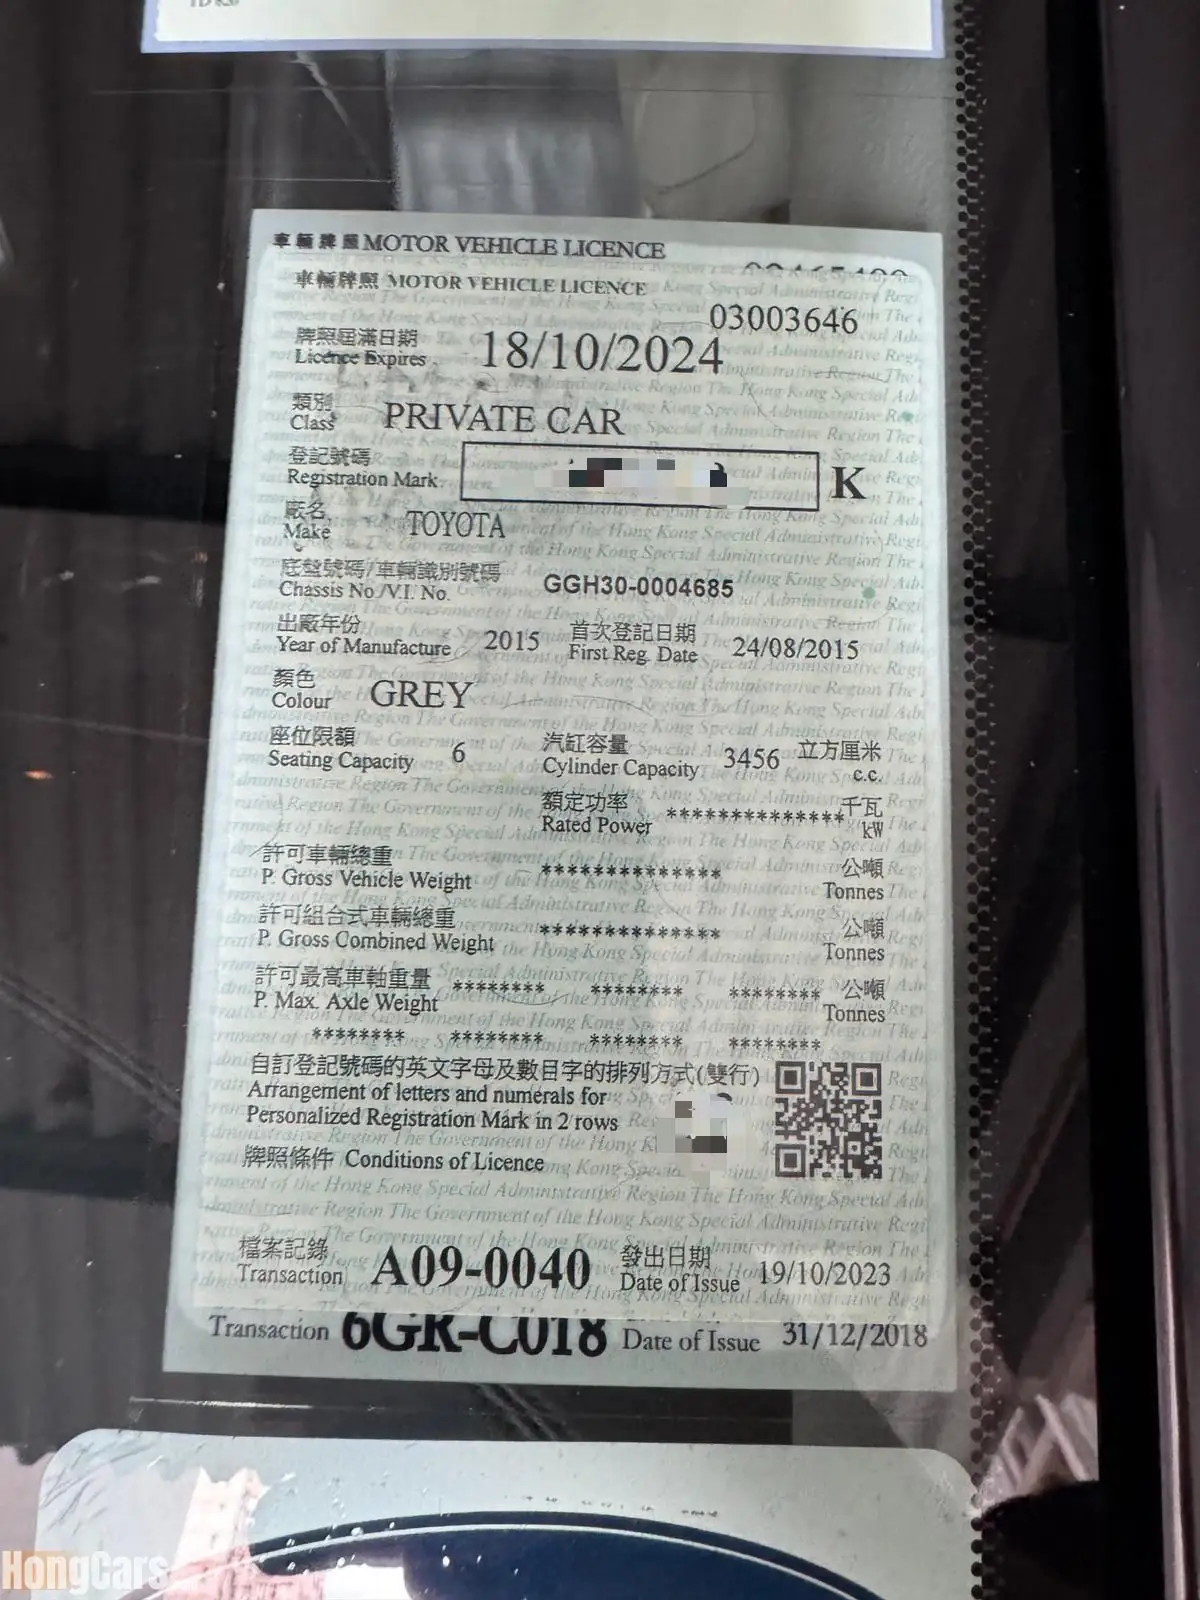 車輛牌照 MOTOR VEHICLE LICENCE
車輛牌照 MOTOR VEHICLE LICENCE
03003646
牌照屆滿日期
Licence Expires 18/10/2024
類別
Class PRIVATE CAR
登記號碼
Registration Mark K
廠名
Make TOYOTA
底盤號碼/車輛識別號碼
Chassis No./V.I. No. GGH30-0004685
出廠年份 首次登記日期
Year of Manufacture 2015 First Reg. Date 24/08/2015
顏色
Colour GREY
座位限額 汽缸容量 立方厘米
Seating Capacity 6 Cylinder Capacity 3456 c.c.
額定功率 千瓦
Rated Power ************** kW
許可車輛總重 公噸
P. Gross Vehicle Weight ************** Tonnes
許可組合式車輛總重 公噸
P. Gross Combined Weight ************** Tonnes
許可最高車軸重量 公噸
P. Max. Axle Weight ******** ******** ******** Tonnes
******** ******** ******** ********
自訂登記號碼的英文字母及數目字的排列方式(雙行)
Arrangement of letters and numerals for
Personalized Registration Mark in 2 rows
牌照條件 Conditions of Licence
檔案記錄 發出日期
Transaction A09-0040 Date of Issue 19/10/2023
Transaction 6GR-C018 Date of Issue 31/12/2018
HongCars